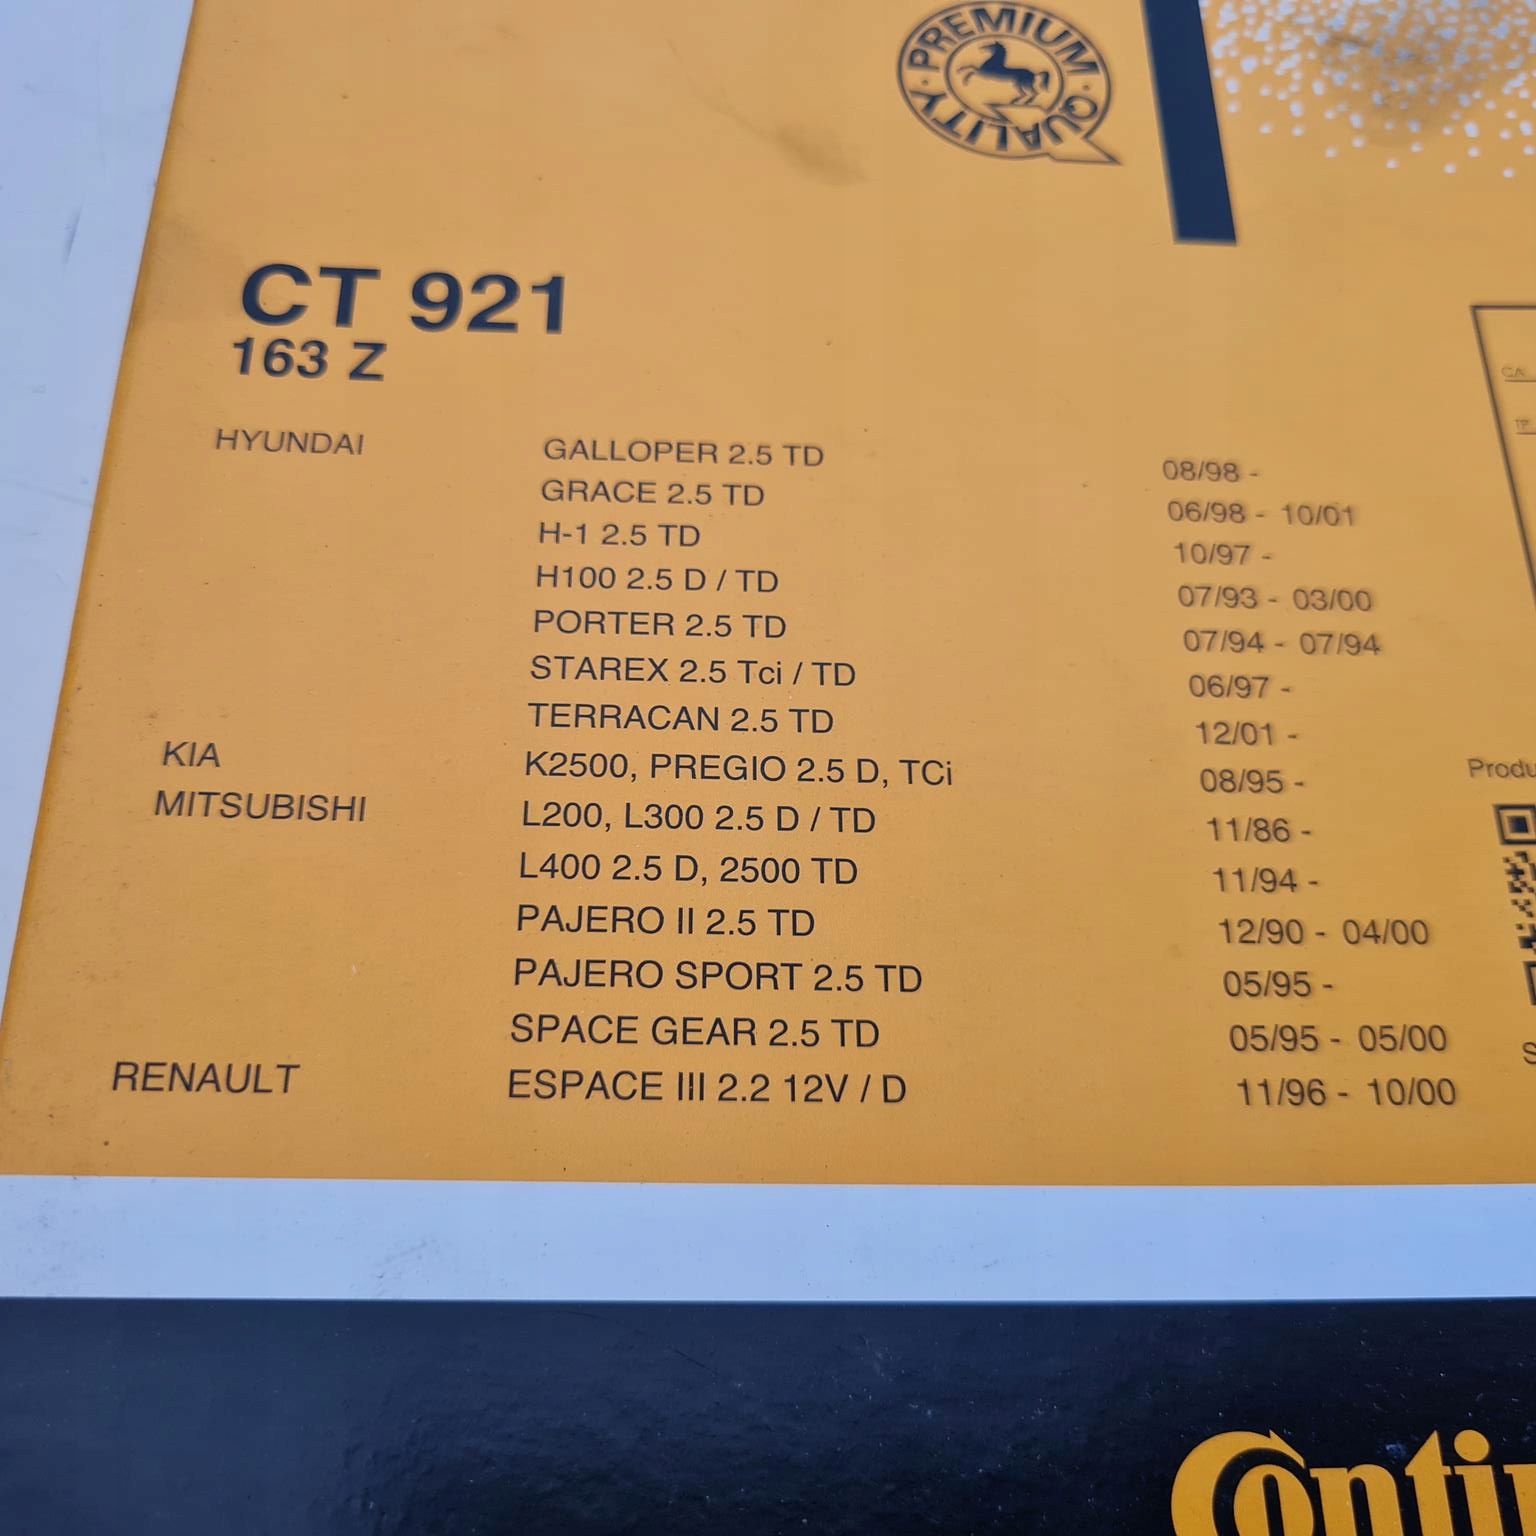 PREMIUM · QUALITY ·
CT 921
163 Z
HYUNDAI GALLOPER 2.5 TD 08/98 -
GRACE 2.5 TD 06/98 - 10/01
H-1 2.5 TD 10/97 -
H100 2.5 D / TD 07/93 - 03/00
PORTER 2.5 TD 07/94 - 07/94
STAREX 2.5 Tci / TD 06/97 -
TERRACAN 2.5 TD 12/01 -
KIA K2500, PREGIO 2.5 D, TCi 08/95 -
MITSUBISHI L200, L300 2.5 D / TD 11/86 -
L400 2.5 D, 2500 TD 11/94 -
PAJERO II 2.5 TD 12/90 - 04/00
PAJERO SPORT 2.5 TD 05/95 -
SPACE GEAR 2.5 TD 05/95 - 05/00
RENAULT ESPACE III 2.2 12V / D 11/96 - 10/00
Produ
Conti